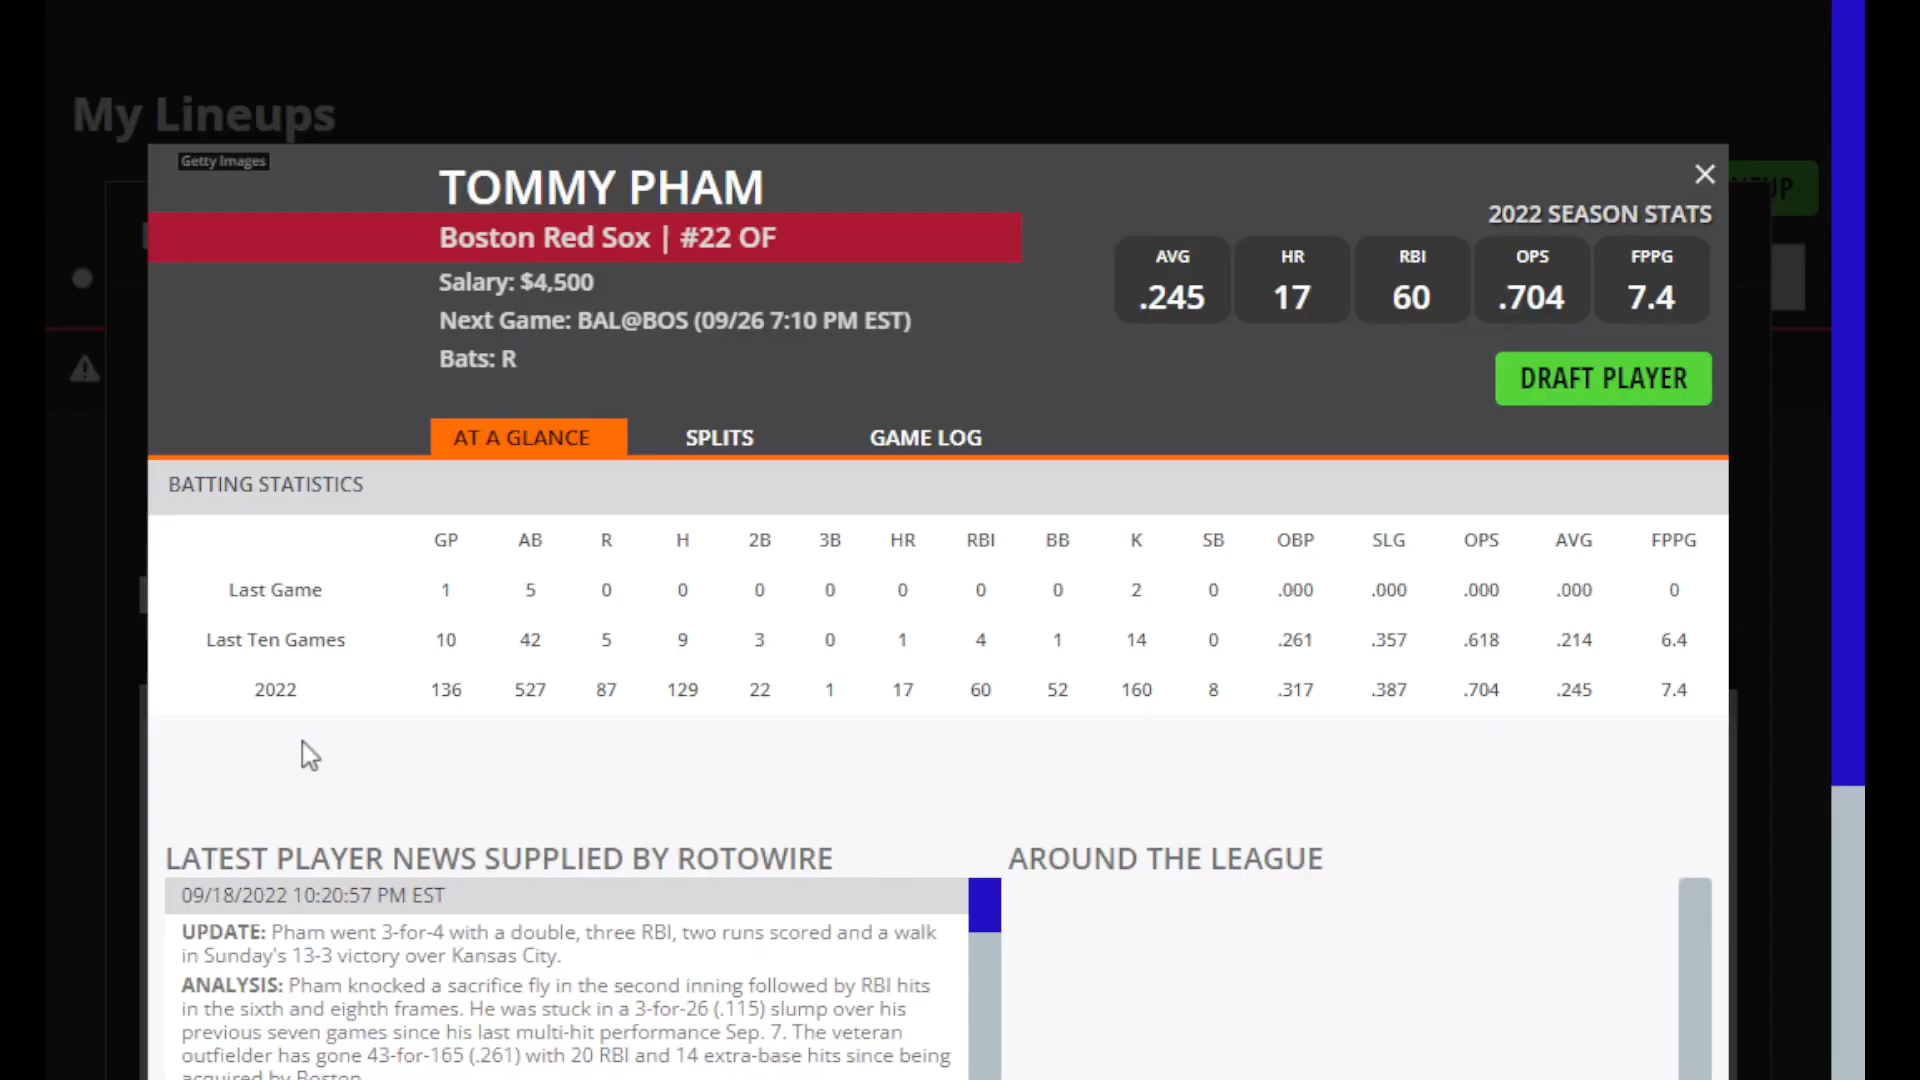 My Lineups
Getty Images
TOMMY PHAM
Boston Red Sox | #22 OF
Salary: $4,500
Next Game: BAL@BOS (09/26 7:10 PM EST)
Bats: R
2022 SEASON STATS
AVG HR RBI OPS FPPG
.245 17 60 .704 7.4
DRAFT PLAYER
AT A GLANCE SPLITS GAME LOG
BATTING STATISTICS
GP AB R H 2B 3B HR RBI BB K SB OBP SLG OPS AVG FPPG
Last Game 1 5 0 0 0 0 0 0 0 2 0 .000 .000 .000 .000 0
Last Ten Games 10 42 5 9 3 0 1 4 1 14 0 .261 .357 .618 .214 6.4
2022 136 527 87 129 22 1 17 60 52 160 8 .317 .387 .704 .245 7.4
LATEST PLAYER NEWS SUPPLIED BY ROTOWIRE
09/18/2022 10:20:57 PM EST
UPDATE: Pham went 3-for-4 with a double, three RBI, two runs scored and a walk
in Sunday's 13-3 victory over Kansas City.
ANALYSIS: Pham knocked a sacrifice fly in the second inning followed by RBI hits
in the sixth and eighth frames. He was stuck in a 3-for-26 (.115) slump over his
previous seven games since his last multi-hit performance Sep. 7. The veteran
outfielder has gone 43-for-165 (.261) with 20 RBI and 14 extra-base hits since being
acquired by Boston.
AROUND THE LEAGUE